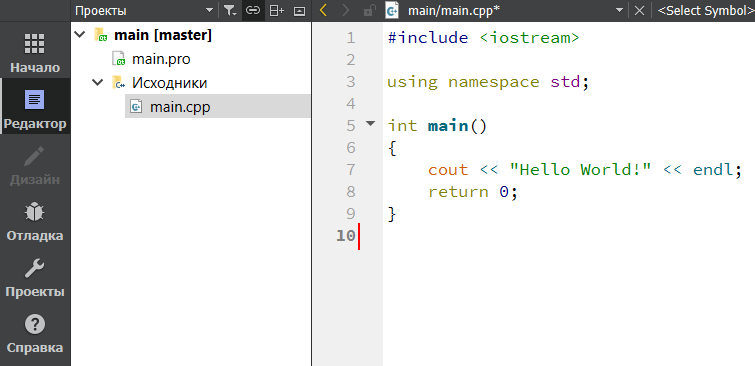 Проекты
main/main.cpp*
<Select Symbol>
Начало
Редактор
Дизайн
Отладка
Проекты
Справка
main [master]
main.pro
Исходники
main.cpp
1 #include <iostream>
2
3 using namespace std;
4
5 int main()
6 {
7 cout << "Hello World!" << endl;
8 return 0;
9 }
10